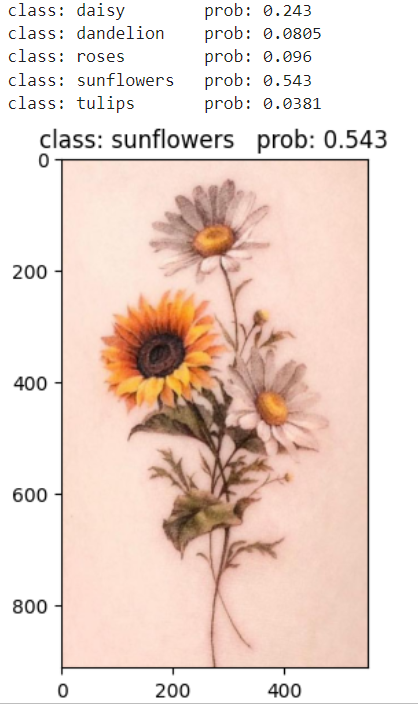 class: daisy prob: 0.243
class: dandelion prob: 0.0805
class: roses prob: 0.096
class: sunflowers prob: 0.543
class: tulips prob: 0.0381
class: sunflowers prob: 0.543
0
200
400
600
800
0 200 400